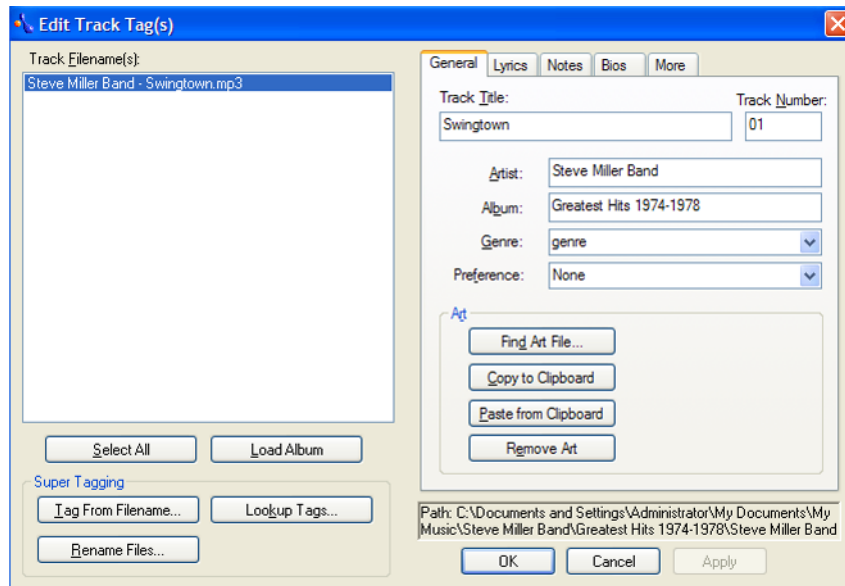 Edit Track Tag(s)
Track Filename(s):
Steve Miller Band - Swingtown.mp3
Select All
Load Album
Super Tagging
Tag From Filename...
Lookup Tags...
Rename Files...
General
Lyrics
Notes
Bios
More
Track Title:
Track Number:
Swingtown
01
Artist:
Steve Miller Band
Album:
Greatest Hits 1974-1978
Genre:
genre
Preference:
None
Art
Find Art File...
Copy to Clipboard
Paste from Clipboard
Remove Art
Path: C:\Documents and Settings\Administrator\My Documents\My
Music\Steve Miller Band\Greatest Hits 1974-1978\Steve Miller Band
OK
Cancel
Apply